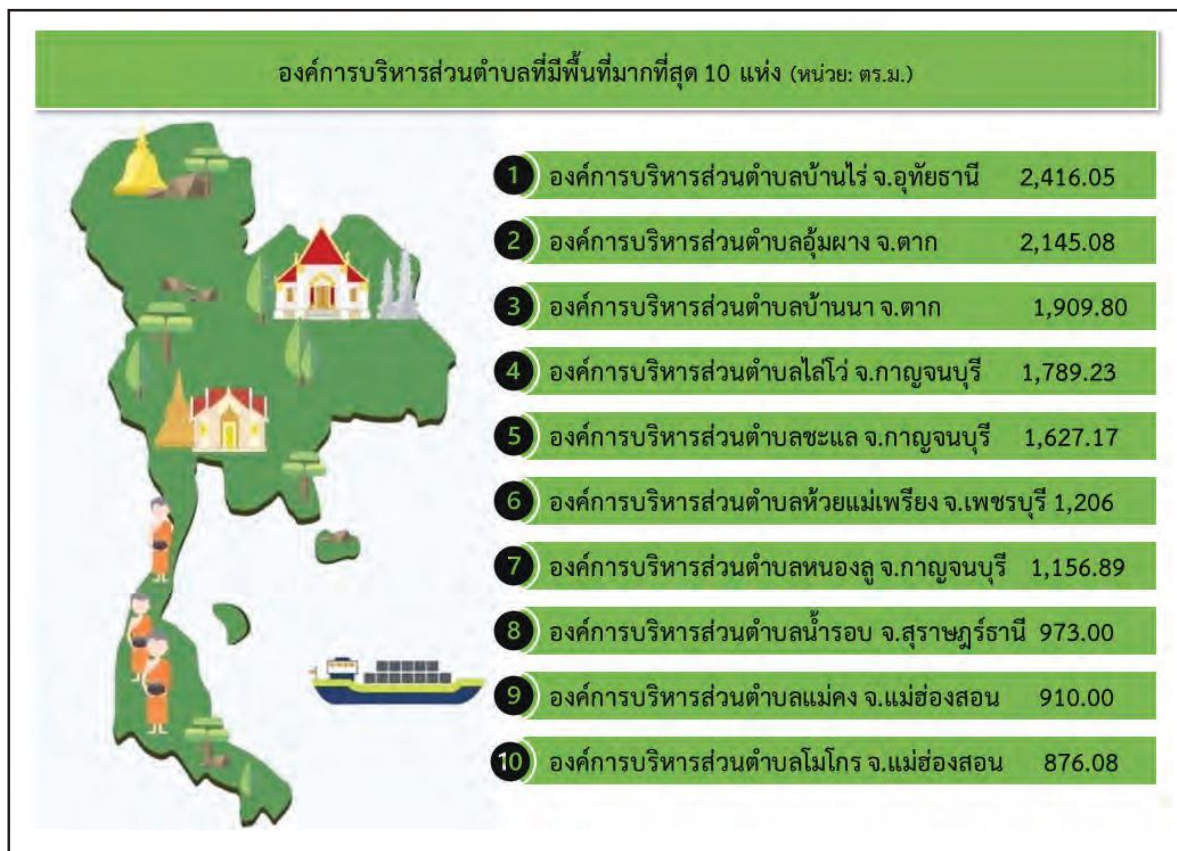 องค์การบริหารส่วนตำบลที่มีพื้นที่มากที่สุด 10 แห่ง (หน่วย: ตร.ม.)
1 องค์การบริหารส่วนตำบลบ้านไร่ จ.อุทัยธานี 2,416.05
2 องค์การบริหารส่วนตำบลอุ้มผาง จ.ตาก 2,145.08
3 องค์การบริหารส่วนตำบลบ้านนา จ.ตาก 1,909.80
4 องค์การบริหารส่วนตำบลไล่โว่ จ.กาญจนบุรี 1,789.23
5 องค์การบริหารส่วนตำบลชะแล จ.กาญจนบุรี 1,627.17
6 องค์การบริหารส่วนตำบลห้วยแม่เพรียง จ.เพชรบุรี 1,206
7 องค์การบริหารส่วนตำบลหนองลู จ.กาญจนบุรี 1,156.89
8 องค์การบริหารส่วนตำบลน้ำรอบ จ.สุราษฎร์ธานี 973.00
9 องค์การบริหารส่วนตำบลแม่คง จ.แม่ฮ่องสอน 910.00
10 องค์การบริหารส่วนตำบลโมโกร จ.แม่ฮ่องสอน 876.08